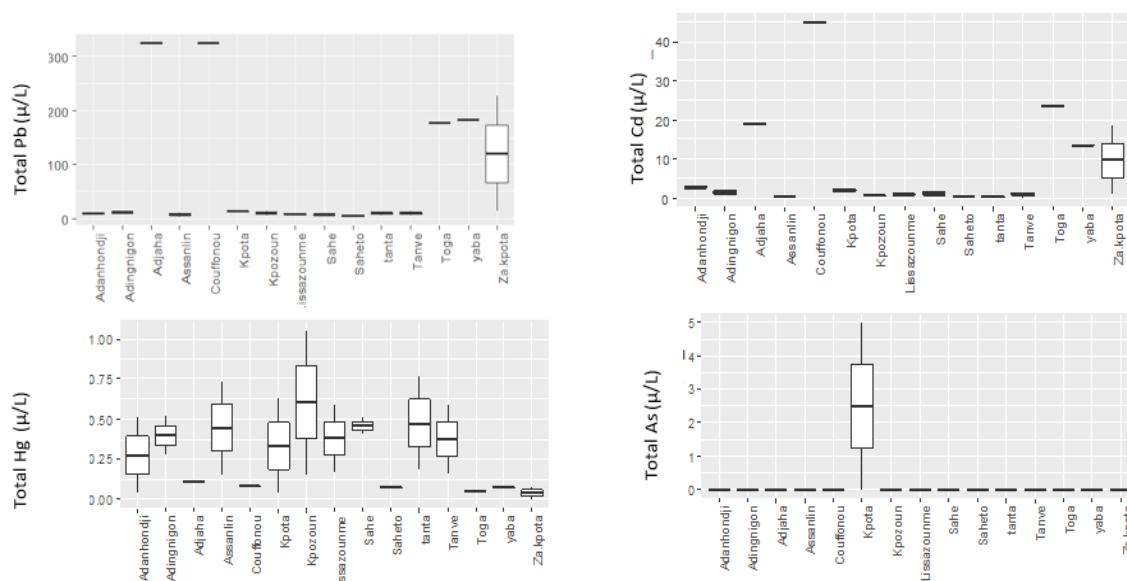 Total Pb (µ/L)
300
200
100
0
Adanhondji
Adingnigon
Adjaha
Assanlin
Couffonou
Kpota
Kpozoun
.issazounme
Sahe
Saheto
tanta
Tanve
Toga
yaba
Za.kpota
Total Cd (µ/L)
40
30
20
10
0
Adanhondji
Adingnigon
Adjaha
Assanlin
Couffonou
Kpota
Kpozoun
Lissazounme
Sahe
Saheto
tanta
Tanve
Toga
yaba
Za.kpota
Total Hg (µ/L)
1.00
0.75
0.50
0.25
0.00
Adanhondji
Adingnigon
Adjaha
Assanlin
Couffonou
Kpota
Kpozoun
issazounme
Sahe
Saheto
tanta
Tanve
Toga
yaba
Za.kpota
Total As (µ/L)
5
4
3
2
1
0
Adanhondji
Adingnigon
Adjaha
Assanlin
Couffonou
Kpota
Kpozoun
Lissazounme
Sahe
Saheto
tanta
Tanve
Toga
yaba
Za.kpota